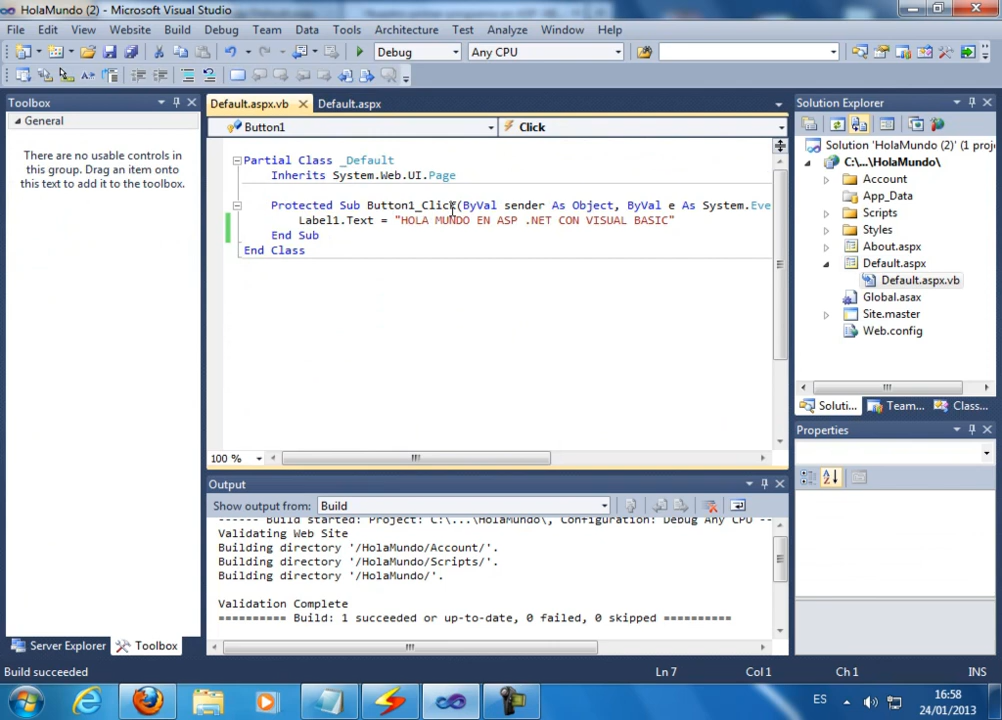 HolaMundo (2) - Microsoft Visual Studio
File Edit View Website Build Debug Team Data Tools Architecture Test Analyze Window Help
Debug Any CPU
Toolbox
General
There are no usable controls in
this group. Drag an item onto
this text to add it to the toolbox.
Server Explorer Toolbox
Default.aspx.vb Default.aspx
Button1 Click
Partial Class _Default
Inherits System.Web.UI.Page
Protected Sub Button1_Click(ByVal sender As Object, ByVal e As System.Eve
Label1.Text = "HOLA MUNDO EN ASP .NET CON VISUAL BASIC"
End Sub
End Class
100 %
Output
Show output from: Build
------ Build started: Project: C:\...\HolaMundo\, Configuration: Debug Any CPU --
Validating Web Site
Building directory '/HolaMundo/Account/'.
Building directory '/HolaMundo/Scripts/'.
Building directory '/HolaMundo/'.
Validation Complete
========== Build: 1 succeeded or up-to-date, 0 failed, 0 skipped ==========
Solution Explorer
Solution 'HolaMundo (2)' (1 proj
C:\...\HolaMundo\
Account
App_Data
Scripts
Styles
About.aspx
Default.aspx
Default.aspx.vb
Global.asax
Site.master
Web.config
Soluti... Team... Class...
Properties
Build succeeded Ln 7 Col 1 Ch 1 INS
ES 16:58
24/01/2013